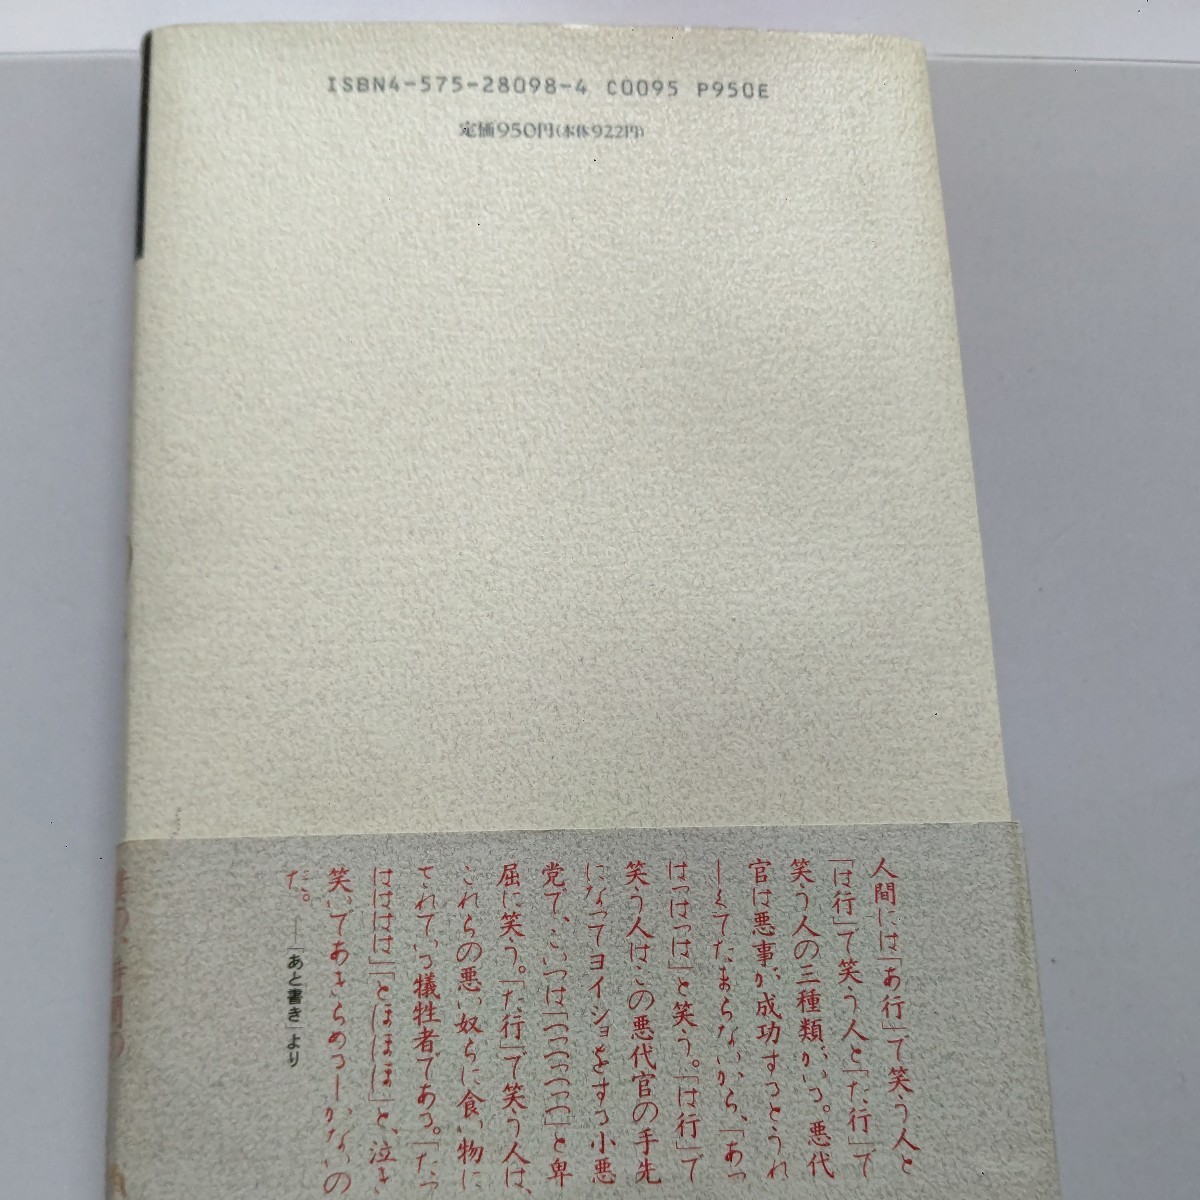 ISBN4-575-28098-4 C0095 P950E
定価950円(本体922円)
人間には「あ行」で笑う人と
「は行」で笑う人と「た行」で
笑う人の三種類がいる。悪代
官は悪事が成功するとうれ
しくてたまらないから、「あっ
はっはっは」と笑う。「は行」で
笑う人はこの悪代官の手先
になってヨイショをする小悪
党で、こいつは「へへへへへ」と卑
屈に笑う。「た行」で笑う人は、
これらの悪い奴らに食い物に
されている犠牲者である。「たっ
はははは」「とほほほ」と、泣き
笑いであきらめるしかないの
だ。──「あと書き」より